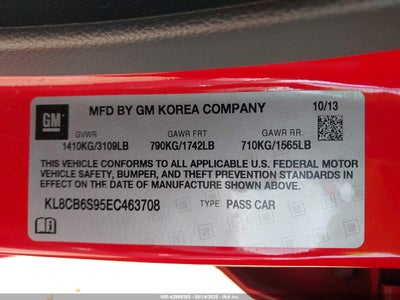 MFD BY GM KOREA COMPANY 10/13
GM
GVWR GAWR FRT. GAWR RR.
1410KG/3109LB 790KG/1742LB 710KG/1565LB
THIS VEHICLE CONFORMS TO ALL APPLICABLE U.S. FEDERAL MOTOR
VEHICLE SAFETY, BUMPER, AND THEFT PREVENTION STANDARDS IN
EFFECT ON THE DATE OF MANUFACTURE SHOWN ABOVE.
KL8CB6S95EC463708 TYPE: PASS CAR